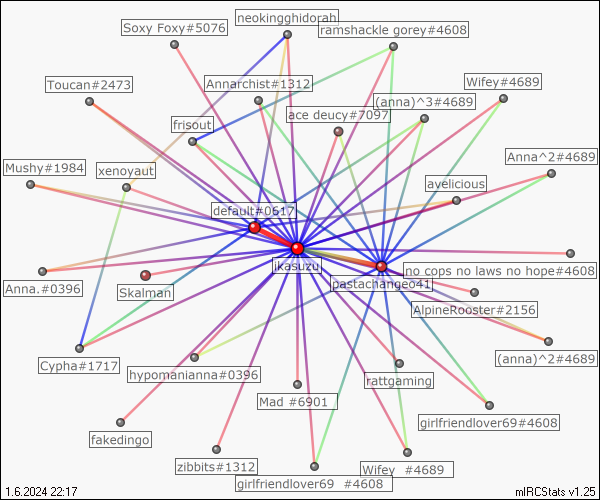 neokingghidorah
Soxy Foxy#5076
ramshackle gorey#4608
Toucan#2473
Annarchist#1312
Wifey#4689
(anna)^3#4689
ace deucy#7097
frisout
Anna^2#4689
Mushy#1984
xenoyaut
avelicious
default#0617
ikasuzu
no cops no laws no hope#4608
pastachangeo41
Anna.#0396
Skalman
AlpineRooster#2156
(anna)^2#4689
Cypha#1717
hypomanianna#0396
rattgaming
Mad #6901
girlfriendlover69#4608
fakedingo
zibbits#1312
Wifey #4689
girlfriendlover69 #4608
1.6.2024 22:17
mIRCStats v1.25